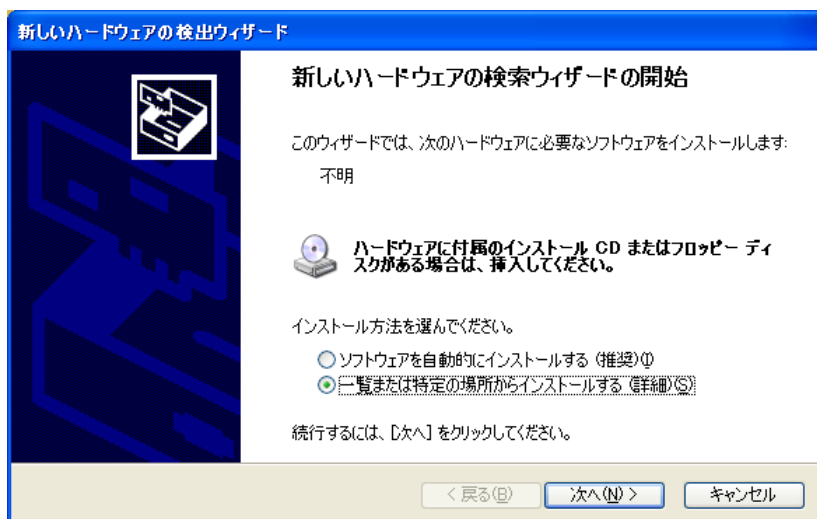 新しいハードウェアの検出ウィザード
新しいハードウェアの検索ウィザードの開始
このウィザードでは、次のハードウェアに必要なソフトウェアをインストールします:
不明
ハードウェアに付属のインストール CD またはフロッピー ディ
スクがある場合は、挿入してください。
インストール方法を選んでください。
ソフトウェアを自動的にインストールする (推奨)(I)
一覧または特定の場所からインストールする (詳細)(S)
続行するには、[次へ] をクリックしてください。
< 戻る(B) 次へ(N) > キャンセル